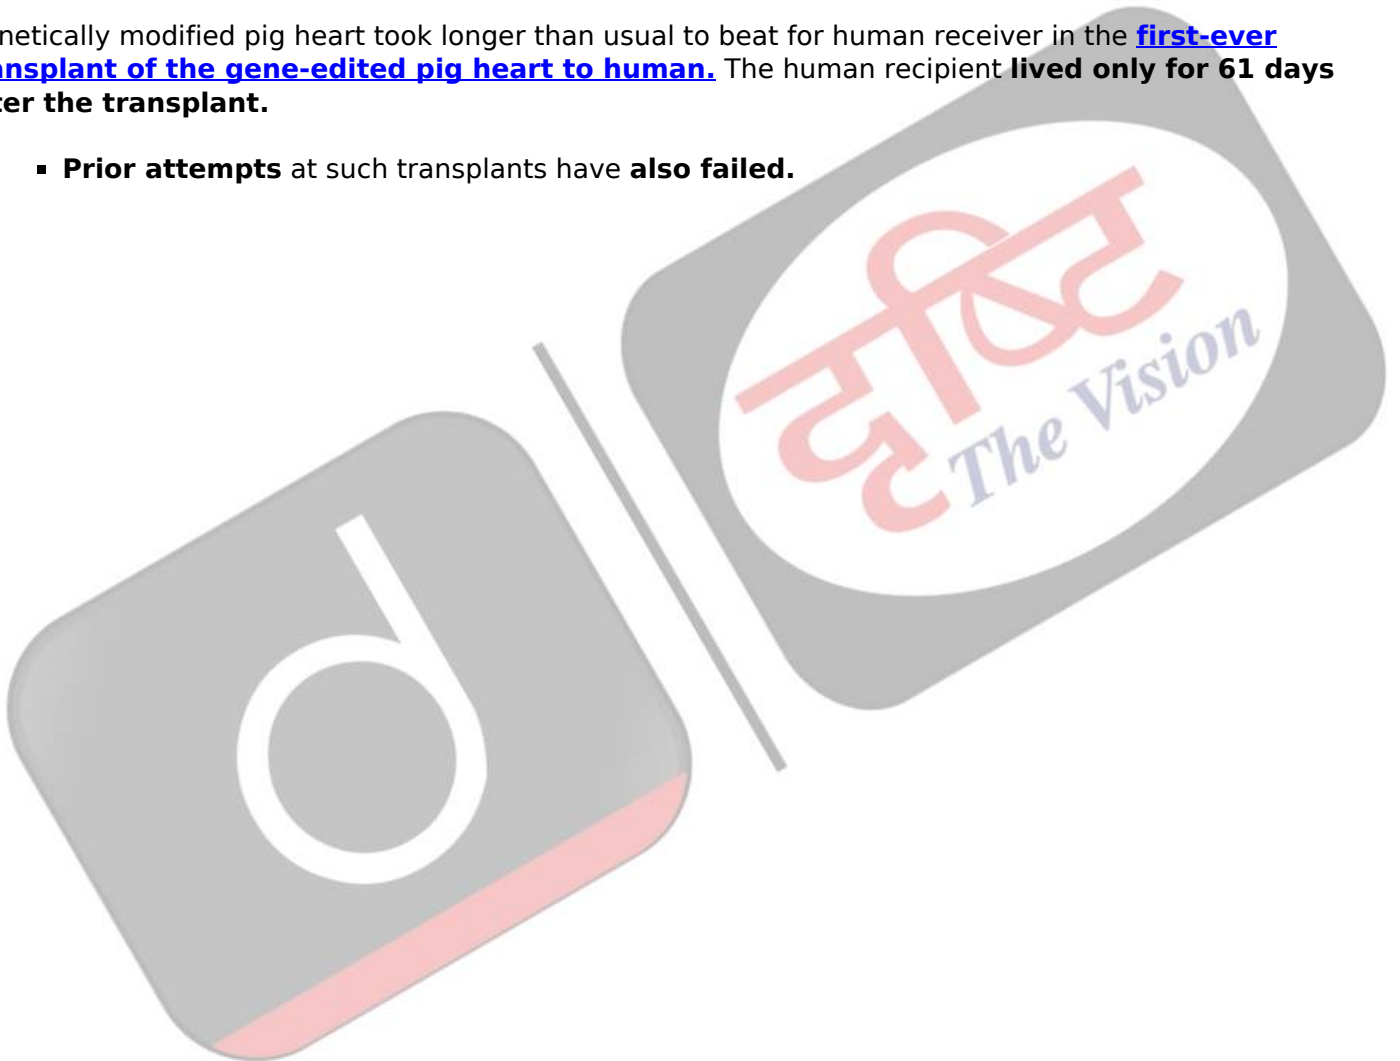 netically modified pig heart took longer than usual to beat for human receiver in the first-ever
ansplant of the gene-edited pig heart to human. The human recipient lived only for 61 days
ter the transplant.
▪ Prior attempts at such transplants have also failed.
दृष्टि
The Vision
d